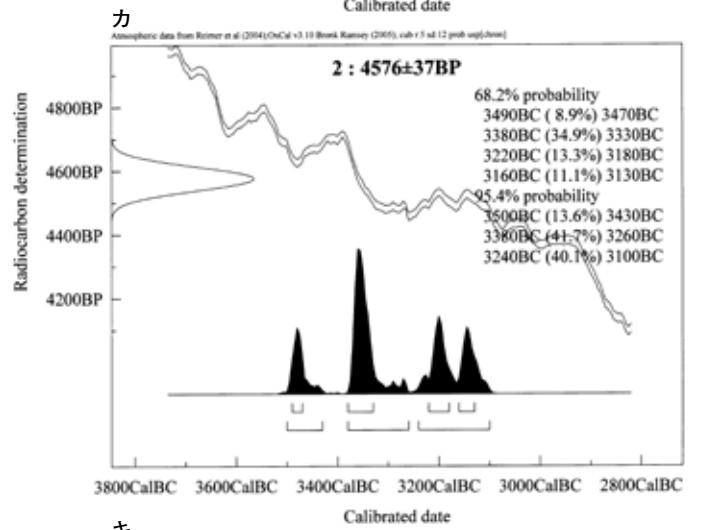 Calibrated date
カ
Atmospheric data from Reimer et al (2004);OxCal v3.10 Bronk Ramsey (2005); cub r:5 sd:12 prob usp[chron]
2 : 4576±37BP
68.2% probability
3490BC ( 8.9%) 3470BC
3380BC (34.9%) 3330BC
3220BC (13.3%) 3180BC
3160BC (11.1%) 3130BC
95.4% probability
3500BC (13.6%) 3430BC
3380BC (41.7%) 3260BC
3240BC (40.1%) 3100BC
Radiocarbon determination
4800BP
4600BP
4400BP
4200BP
3800CalBC 3600CalBC 3400CalBC 3200CalBC 3000CalBC 2800CalBC
Calibrated date